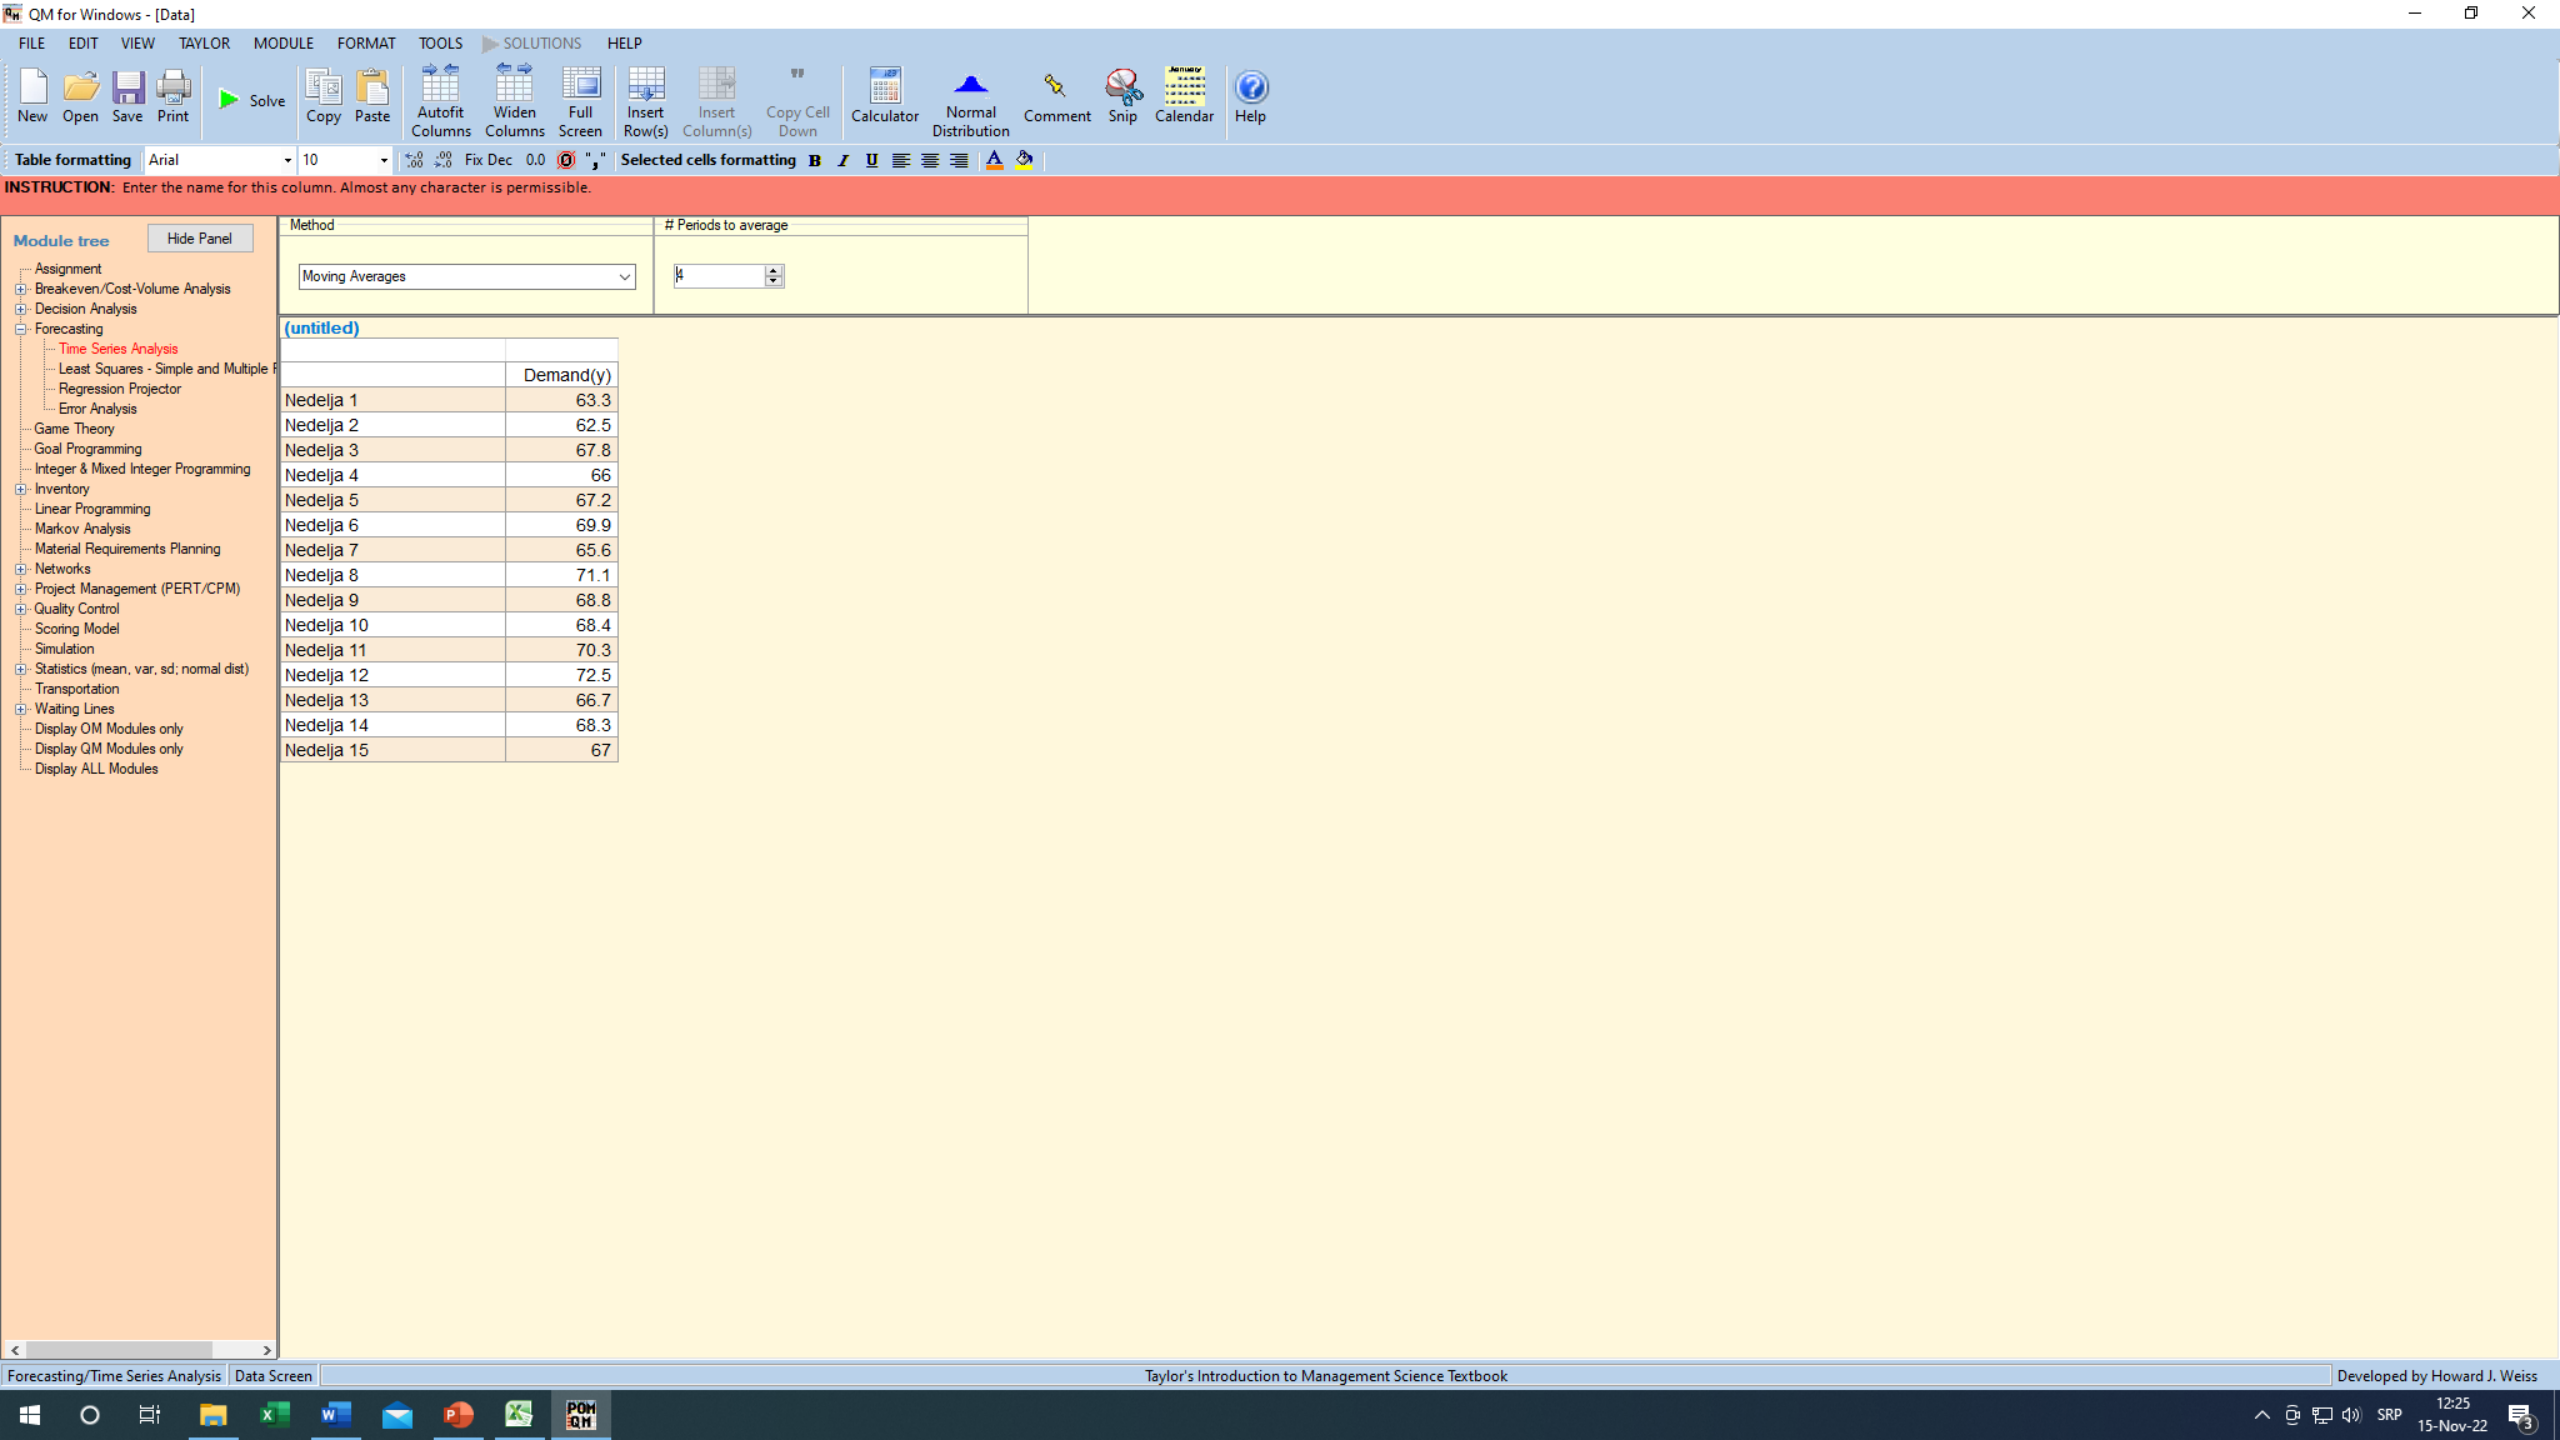 QM for Windows - [Data]
FILE EDIT VIEW TAYLOR MODULE FORMAT TOOLS SOLUTIONS HELP
New Open Save Print Solve Copy Paste Autofit Columns Widen Columns Full Screen Insert Row(s) Insert Column(s) Copy Cell Down Calculator Normal Distribution Comment Snip Calendar Help
Table formatting Arial 10 Fix Dec 0.0 "," Selected cells formatting B I U A
INSTRUCTION: Enter the name for this column. Almost any character is permissible.
Module tree Hide Panel
Assignment
Breakeven/Cost-Volume Analysis
Decision Analysis
Forecasting
Time Series Analysis
Least Squares - Simple and Multiple
Regression Projector
Error Analysis
Game Theory
Goal Programming
Integer & Mixed Integer Programming
Inventory
Linear Programming
Markov Analysis
Material Requirements Planning
Networks
Project Management (PERT/CPM)
Quality Control
Scoring Model
Simulation
Statistics (mean, var, sd; normal dist)
Transportation
Waiting Lines
Display OM Modules only
Display QM Modules only
Display ALL Modules
Method # Periods to average
Moving Averages 4
(untitled)
Demand(y)
Nedelja 1 63.3
Nedelja 2 62.5
Nedelja 3 67.8
Nedelja 4 66
Nedelja 5 67.2
Nedelja 6 69.9
Nedelja 7 65.6
Nedelja 8 71.1
Nedelja 9 68.8
Nedelja 10 68.4
Nedelja 11 70.3
Nedelja 12 72.5
Nedelja 13 66.7
Nedelja 14 68.3
Nedelja 15 67
Forecasting/Time Series Analysis Data Screen Taylor's Introduction to Management Science Textbook Developed by Howard J. Weiss
POM QM SRP 12:25
15-Nov-22 3